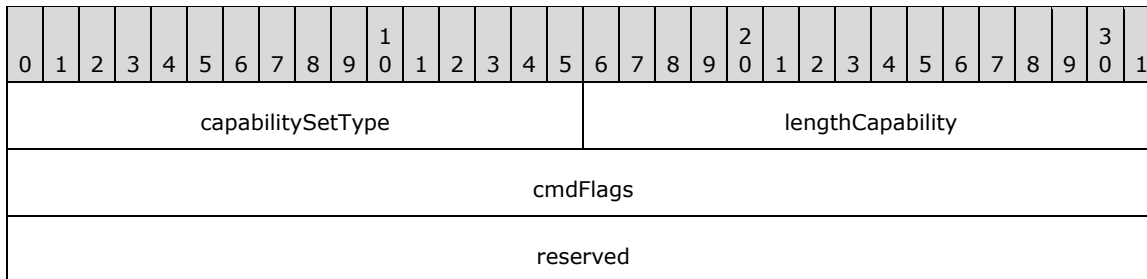 1 2 3
0 1 2 3 4 5 6 7 8 9 0 1 2 3 4 5 6 7 8 9 0 1 2 3 4 5 6 7 8 9 0 1
capabilitySetType lengthCapability
cmdFlags
reserved